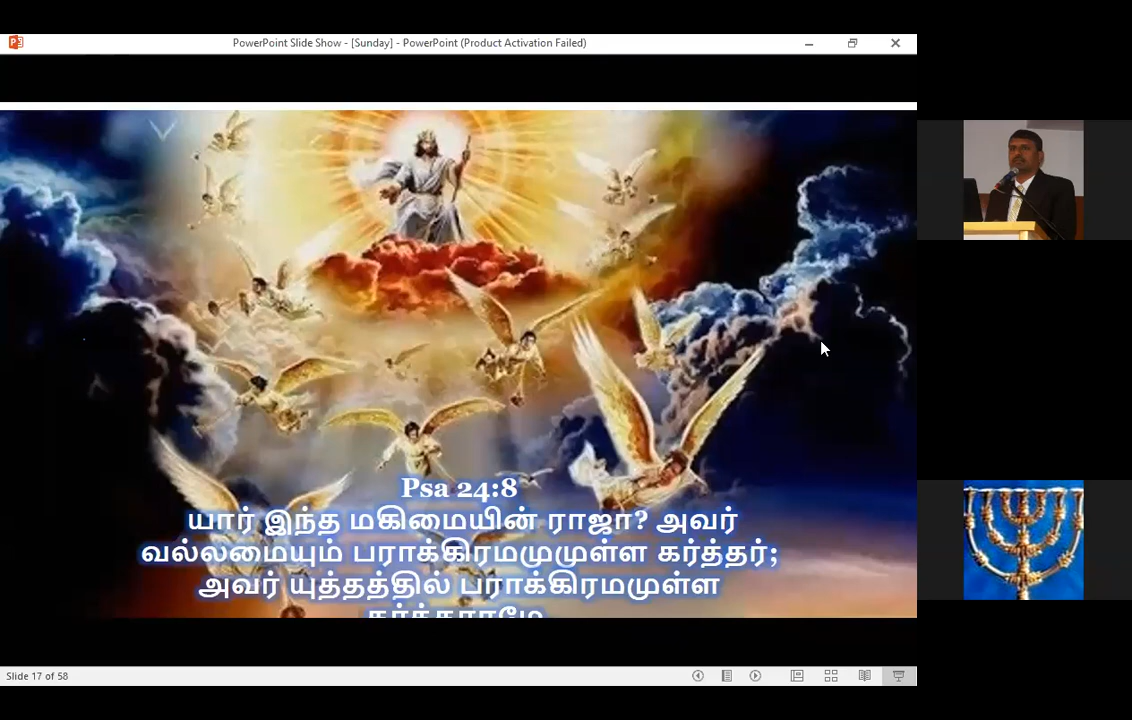 PowerPoint Slide Show - [Sunday] - PowerPoint (Product Activation Failed)
Psa 24:8
யார் இந்த மகிமையின் ராஜா? அவர்
வல்லமையும் பராக்கிரமமுமுள்ள கர்த்தர்;
அவர் யுத்தத்தில் பராக்கிரமமுள்ள
Slide 17 of 58